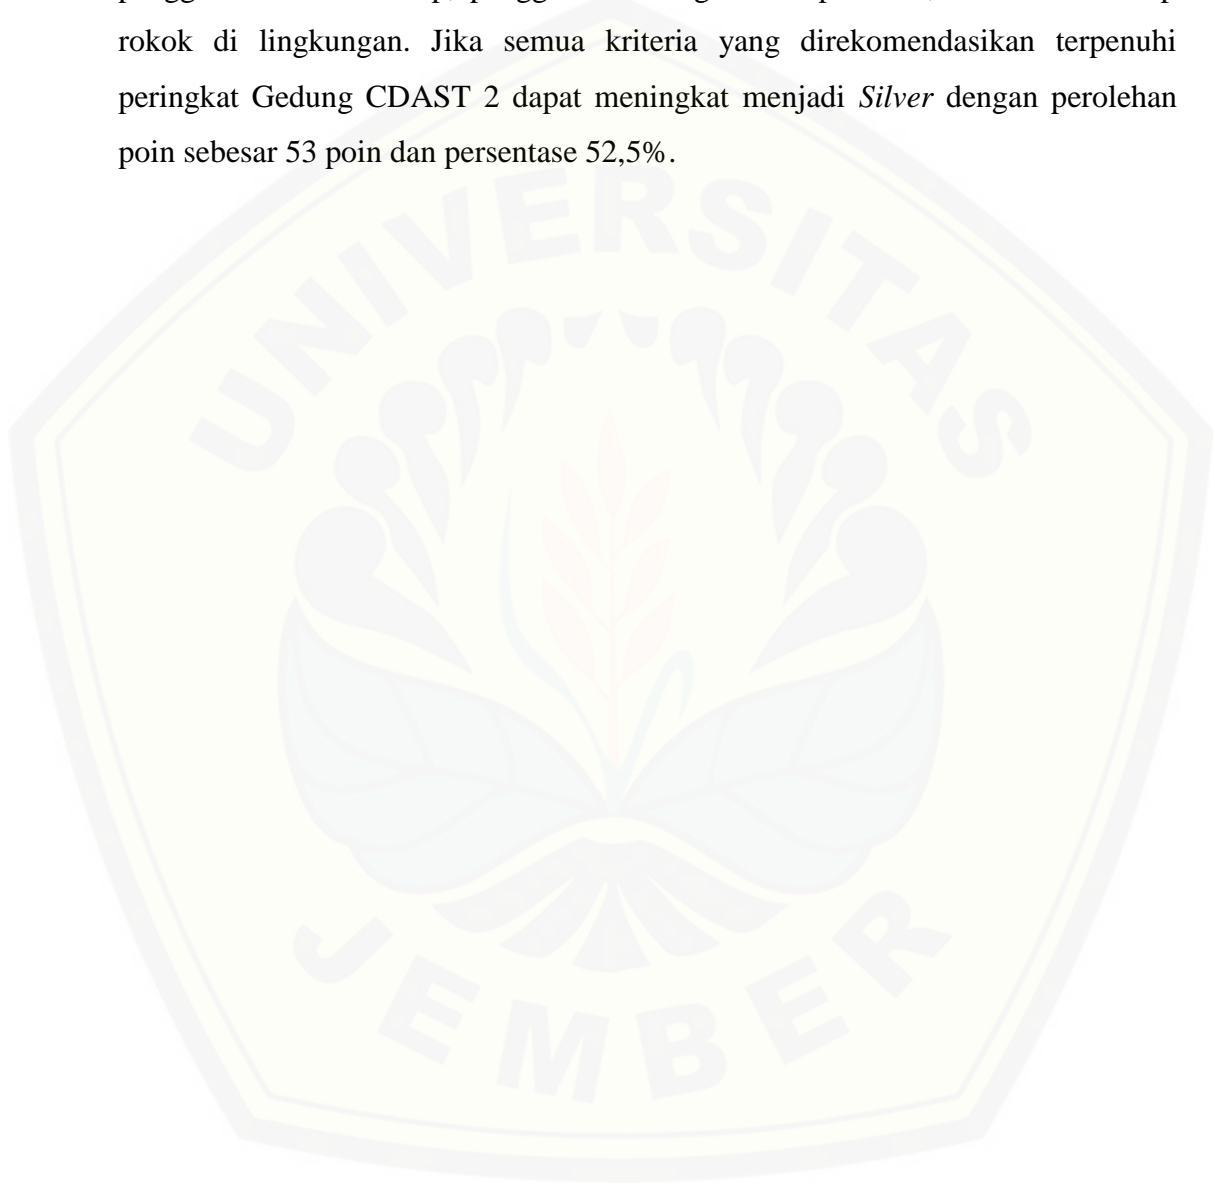 rokok di lingkungan. Jika semua kriteria yang direkomendasikan terpenuhi
peringkat Gedung CDAST 2 dapat meningkat menjadi Silver dengan perolehan
poin sebesar 53 poin dan persentase 52,5%.
UNIVERSITAS
JEMBER